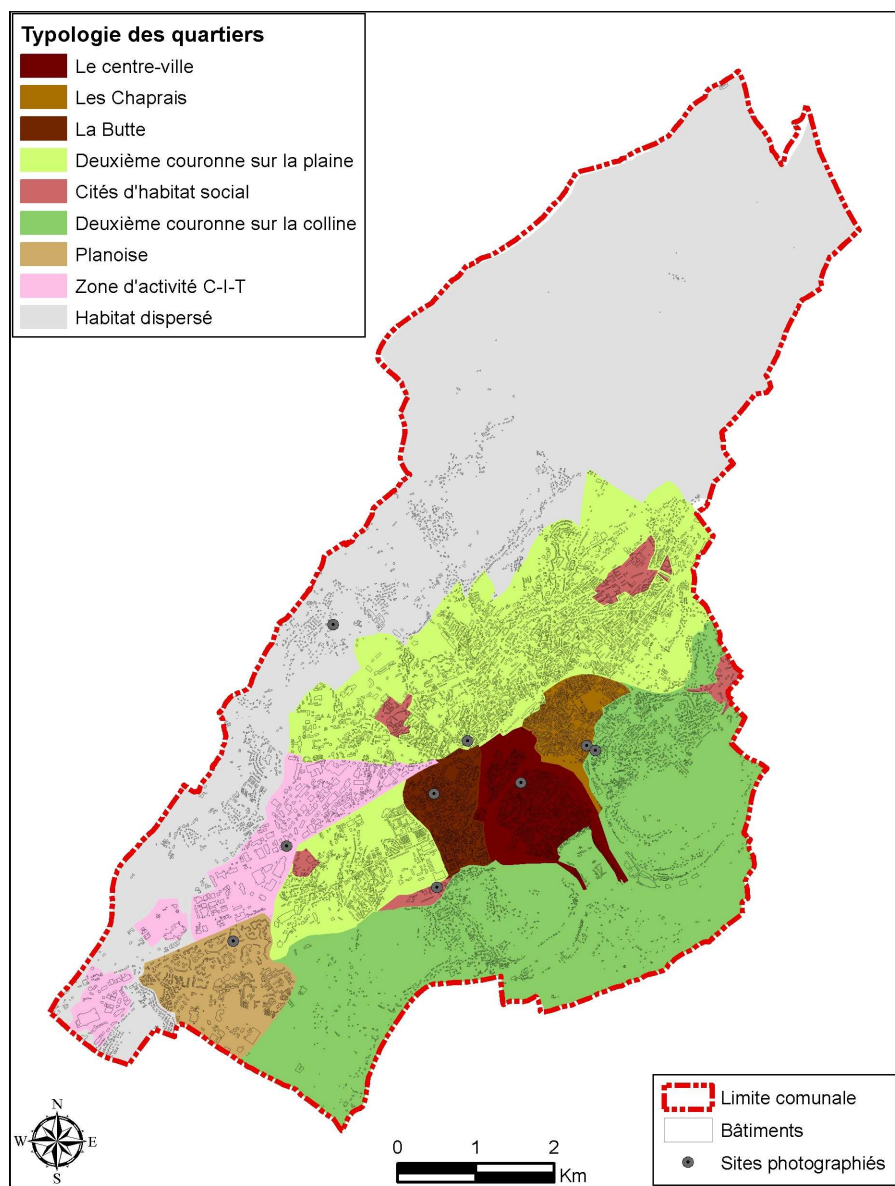 Typologie des quartiers
Le centre-ville
Les Chaprais
La Butte
Deuxième couronne sur la plaine
Cités d'habitat social
Deuxième couronne sur la colline
Planoise
Zone d'activité C-I-T
Habitat dispersé
N
W E
S
0 1 2
Km
Limite comunale
Bâtiments
Sites photographiés